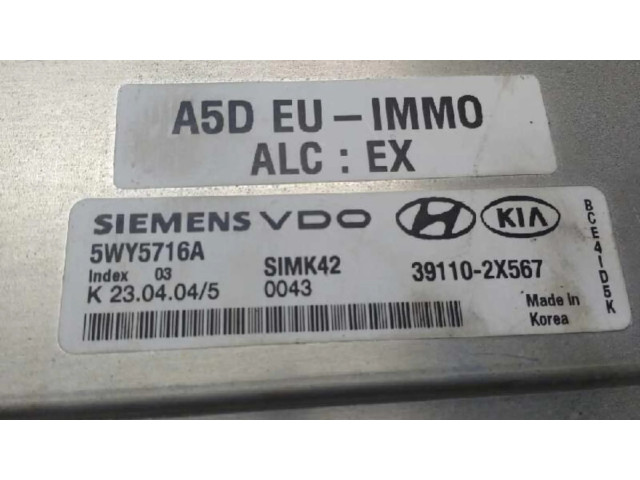 A5D EU - IMMO
ALC : EX
SIEMENS VDO KIA
5WY5716A
Index 03 SIMK42 39110-2X567
K 23.04.04/5 0043
Made in
Korea
BCE41D5K